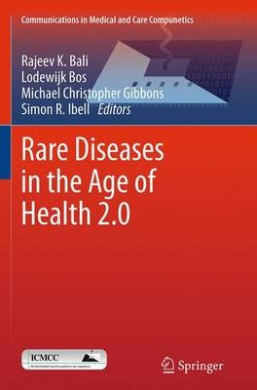 Communications in Medical and Care Compunetics
Rajeev K. Bali
Lodewijk Bos
Michael Christopher Gibbons
Simon R. Ibell Editors
Rare Diseases
in the Age of
Health 2.0
ICMCC
Springer